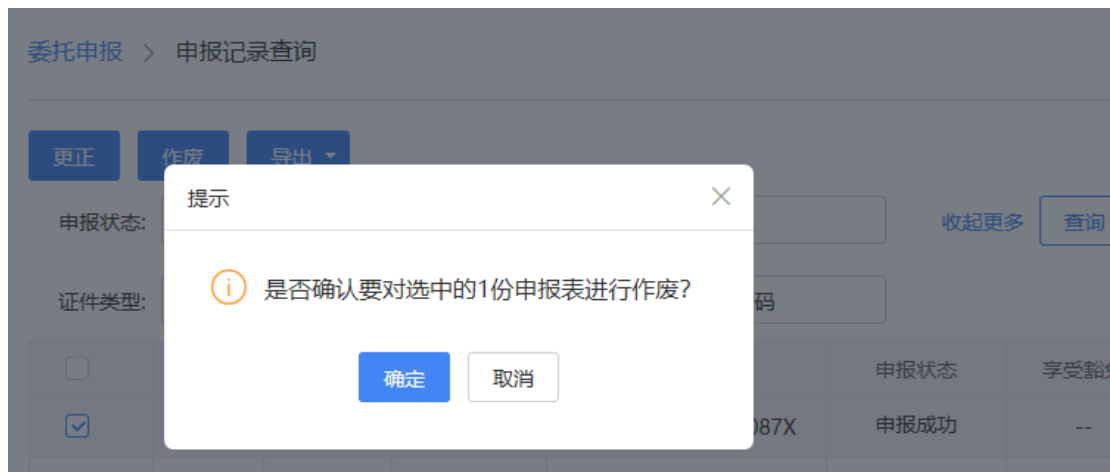 委托申报 > 申报记录查询
更正 作废 导出
提示
申报状态: 收起更多 查询
是否确认要对选中的1份申报表进行作废?
证件类型: 码
确定 取消
申报状态 享受豁免
087X 申报成功 --